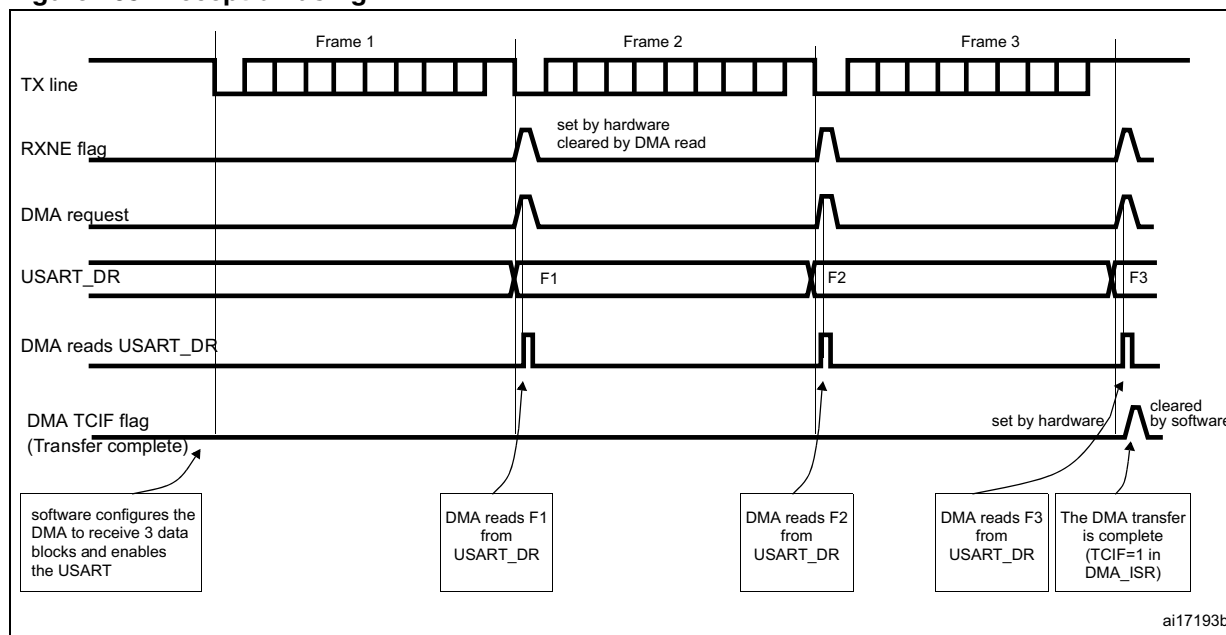 Frame 1
Frame 2
Frame 3
TX line
set by hardware
cleared by DMA read
RXNE flag
DMA request
USART_DR
F1
F2
F3
DMA reads USART_DR
DMA TCIF flag
(Transfer complete)
set by hardware
cleared
by software
software configures the
DMA to receive 3 data
blocks and enables
the USART
DMA reads F1
from
USART_DR
DMA reads F2
from
USART_DR
DMA reads F3
from
USART_DR
The DMA transfer
is complete
(TCIF=1 in
DMA_ISR)
ai17193b